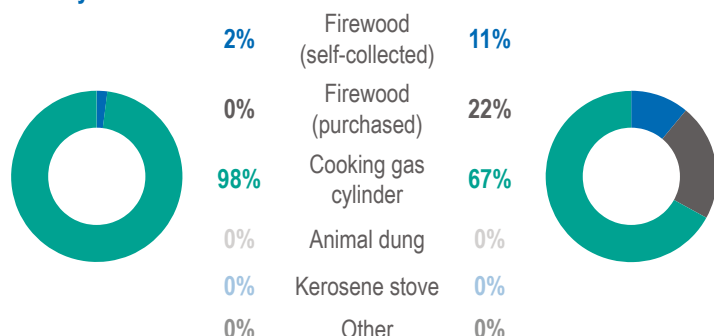 2% Firewood (self-collected) 11%
0% Firewood (purchased) 22%
98% Cooking gas cylinder 67%
0% Animal dung 0%
0% Kerosene stove 0%
0% Other 0%